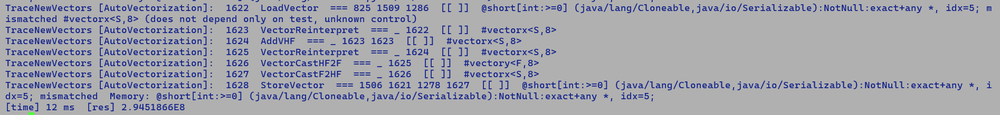 TraceNewVectors [AutoVectorization]:  1622  LoadVector  === 825 1509 1286  [[ ]]  @short[int:>=0] (java/lang/Cloneable,java/io/Serializable):NotNull:exact+any *, idx=5; m
ismatched #vectorx<S,8> (does not depend only on test, unknown control)
TraceNewVectors [AutoVectorization]:  1623  VectorReinterpret  === _ 1622  [[ ]]  #vectorx<S,8>
TraceNewVectors [AutoVectorization]:  1624  AddVHF  === _ 1623 1623  [[ ]]  #vectorx<S,8>
TraceNewVectors [AutoVectorization]:  1625  VectorReinterpret  === _ 1624  [[ ]]  #vectorx<S,8>
TraceNewVectors [AutoVectorization]:  1626  VectorCastHF2F  === _ 1625  [[ ]]  #vectory<F,8>
TraceNewVectors [AutoVectorization]:  1627  VectorCastF2HF  === _ 1626  [[ ]]  #vectorx<S,8>
TraceNewVectors [AutoVectorization]:  1628  StoreVector  === 1506 1621 1278 1627  [[ ]]  @short[int:>=0] (java/lang/Cloneable,java/io/Serializable):NotNull:exact+any *, i
dx=5; mismatched  Memory: @short[int:>=0] (java/lang/Cloneable,java/io/Serializable):NotNull:exact+any *, idx=5;
[time] 12 ms  [res] 2.9451866E8